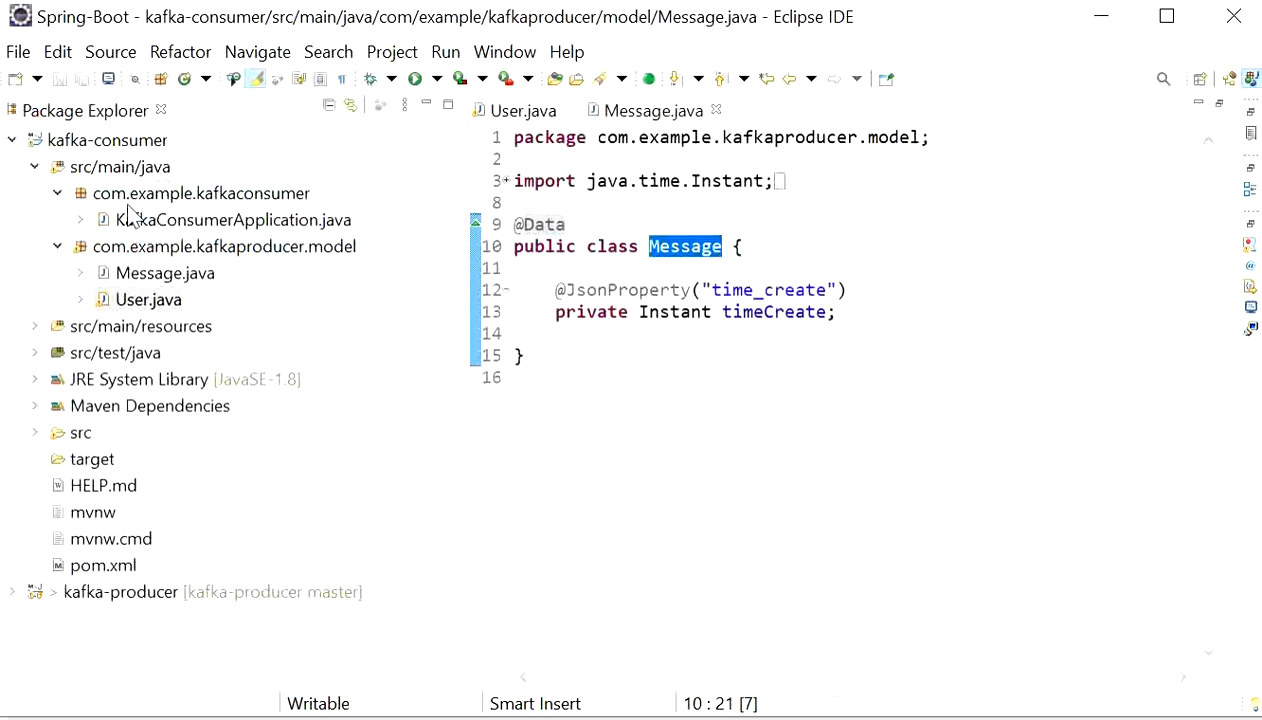 Spring-Boot - kafka-consumer/src/main/java/com/example/kafkaproducer/model/Message.java - Eclipse IDE
File Edit Source Refactor Navigate Search Project Run Window Help
Package Explorer
kafka-consumer
src/main/java
com.example.kafkaconsumer
KafkaConsumerApplication.java
com.example.kafkaproducer.model
Message.java
User.java
src/main/resources
src/test/java
JRE System Library [JavaSE-1.8]
Maven Dependencies
src
target
HELP.md
mvnw
mvnw.cmd
pom.xml
> kafka-producer [kafka-producer master]
User.java Message.java
1 package com.example.kafkaproducer.model;
2
3+ import java.time.Instant;
8
9 @Data
10 public class Message {
11
12- @JsonProperty("time_create")
13 private Instant timeCreate;
14
15 }
16
Writable Smart Insert 10 : 21 [7]